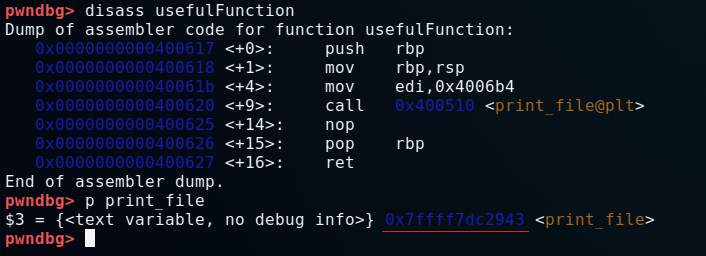 pwndbg> disass usefulFunction
Dump of assembler code for function usefulFunction:
   0x0000000000400617 <+0>:     push   rbp
   0x0000000000400618 <+1>:     mov    rbp,rsp
   0x000000000040061b <+4>:     mov    edi,0x4006b4
   0x0000000000400620 <+9>:     call   0x400510 <print_file@plt>
   0x0000000000400625 <+14>:    nop
   0x0000000000400626 <+15>:    pop    rbp
   0x0000000000400627 <+16>:    ret
End of assembler dump.
pwndbg> p print_file
$3 = {<text variable, no debug info>} 0x7ffff7dc2943 <print_file>
pwndbg>